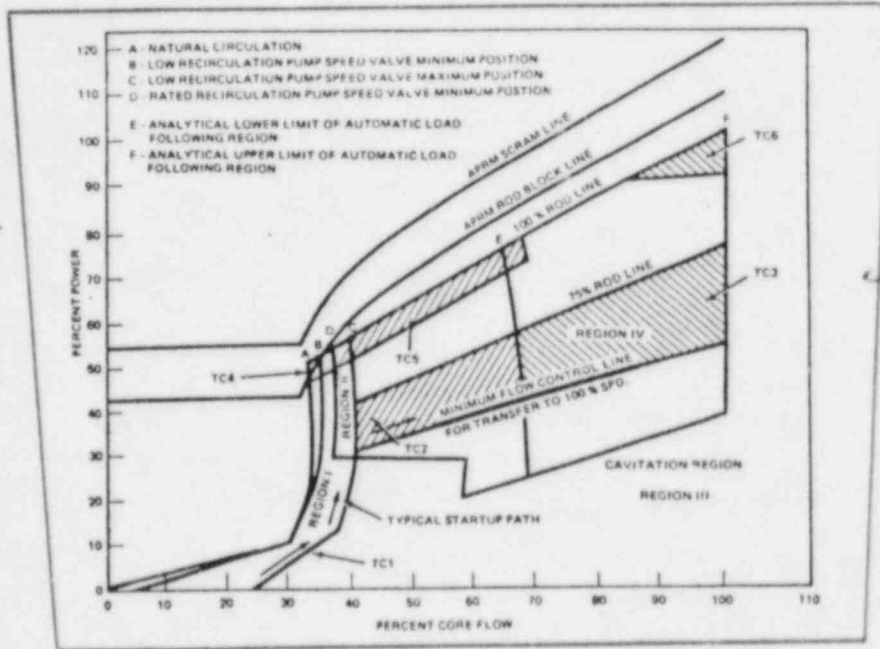 A - NATURAL CIRCULATION
B - LOW RECIRCULATION PUMP SPEED VALVE MINIMUM POSITION
C - LOW RECIRCULATION PUMP SPEED VALVE MAXIMUM POSITION
D - RATED RECIRCULATION PUMP SPEED VALVE MINIMUM POSTION
E - ANALYTICAL LOWER LIMIT OF AUTOMATIC LOAD
FOLLOWING REGION
F - ANALYTICAL UPPER LIMIT OF AUTOMATIC LOAD
FOLLOWING REGION
120
110
100
90
80
70
60
50
40
30
20
10
0
PERCENT POWER
APRM SCRAM LINE
APRM ROD BLOCK LINE
100% ROD LINE
F
TC6
E
75% ROD LINE
TC3
REGION IV
D
C
B
A
TC4
TC5
REGION II
MINIMUM FLOW CONTROL LINE
FOR TRANSFER TO 100% SPD.
TC2
CAVITATION REGION
REGION III
REGION I
TYPICAL STARTUP PATH
TC1
0 10 20 30 40 50 60 70 80 90 100 110
PERCENT CORE FLOW